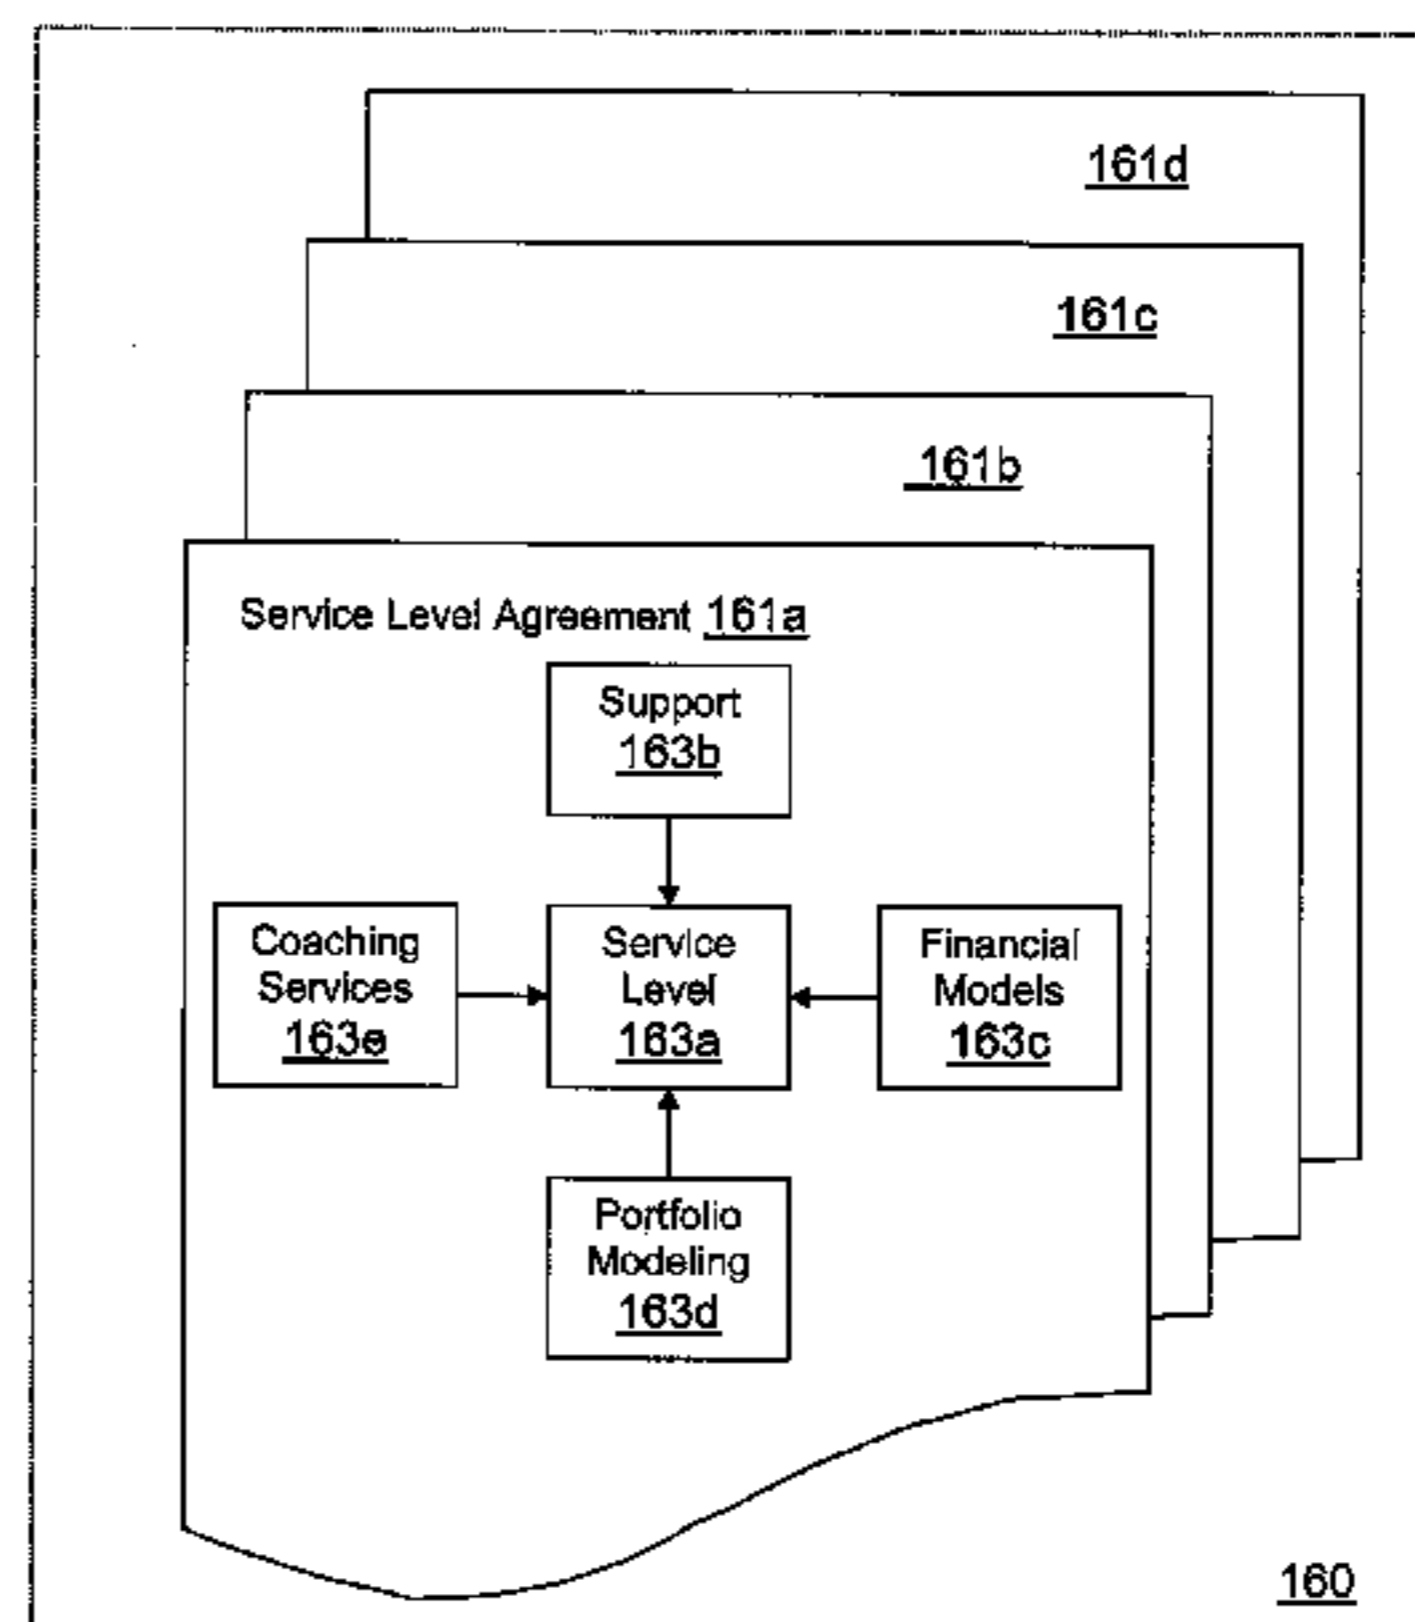 161d
161c
161b
Service Level Agreement 161a
Support
163b
Coaching
Services
163e
Service
Level
163a
Financial
Models
163c
Portfolio
Modeling
163d
160